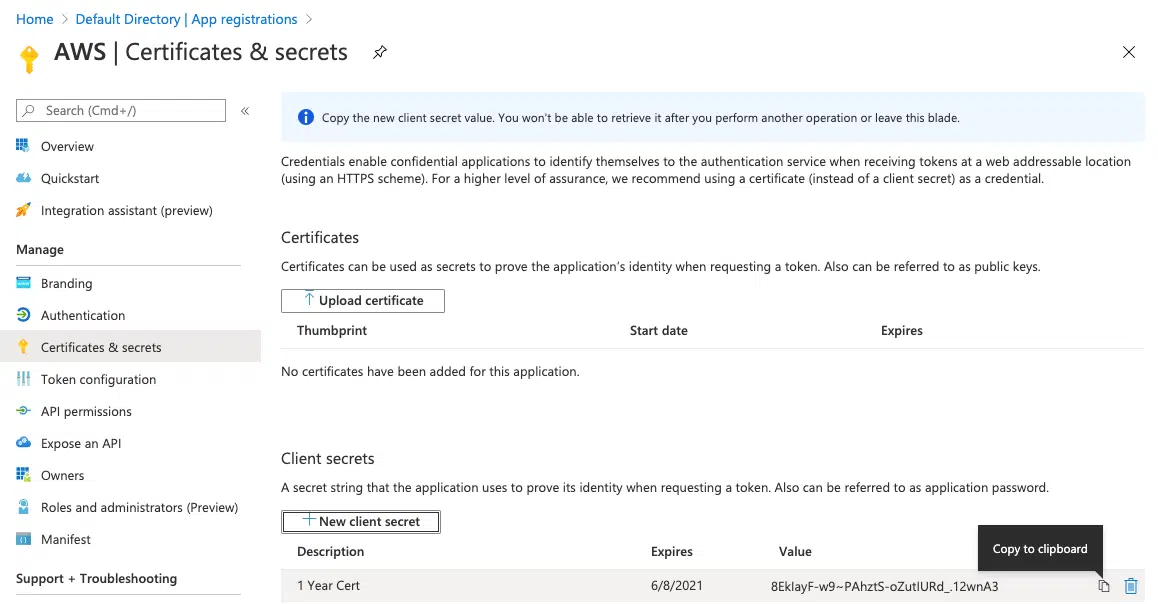 Home > Default Directory | App registrations >
AWS | Certificates & secrets
Search (Cmd+/)
«
Overview
Quickstart
Integration assistant (preview)
Manage
Branding
Authentication
Certificates & secrets
Token configuration
API permissions
Expose an API
Owners
Roles and administrators (Preview)
Manifest
Support + Troubleshooting
Copy the new client secret value. You won't be able to retrieve it after you perform another operation or leave this blade.
Credentials enable confidential applications to identify themselves to the authentication service when receiving tokens at a web addressable location
(using an HTTPS scheme). For a higher level of assurance, we recommend using a certificate (instead of a client secret) as a credential.
Certificates
Certificates can be used as secrets to prove the application's identity when requesting a token. Also can be referred to as public keys.
Upload certificate
Thumbprint Start date Expires
No certificates have been added for this application.
Client secrets
A secret string that the application uses to prove its identity when requesting a token. Also can be referred to as application password.
New client secret
Copy to clipboard
Description Expires Value
1 Year Cert 6/8/2021 8EkIayF-w9~PAhztS-oZutIURd_.12wnA3